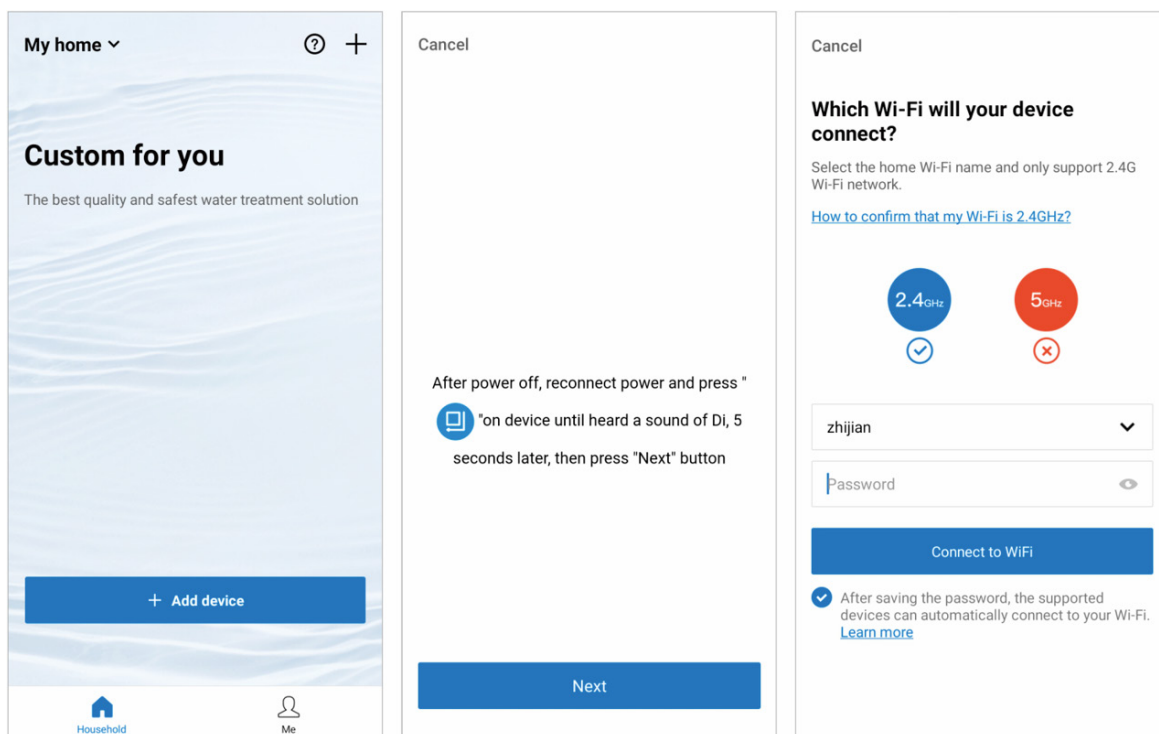 My home
Custom for you
The best quality and safest water treatment solution
+ Add device
Household
Me
Cancel
After power off, reconnect power and press "
"on device until heard a sound of Di, 5
seconds later, then press "Next" button
Next
Cancel
Which Wi-Fi will your device
connect?
Select the home Wi-Fi name and only support 2.4G
Wi-Fi network.
How to confirm that my Wi-Fi is 2.4GHz?
2.4GHz
5GHz
zhijian
Password
Connect to WiFi
After saving the password, the supported
devices can automatically connect to your Wi-Fi.
Learn more